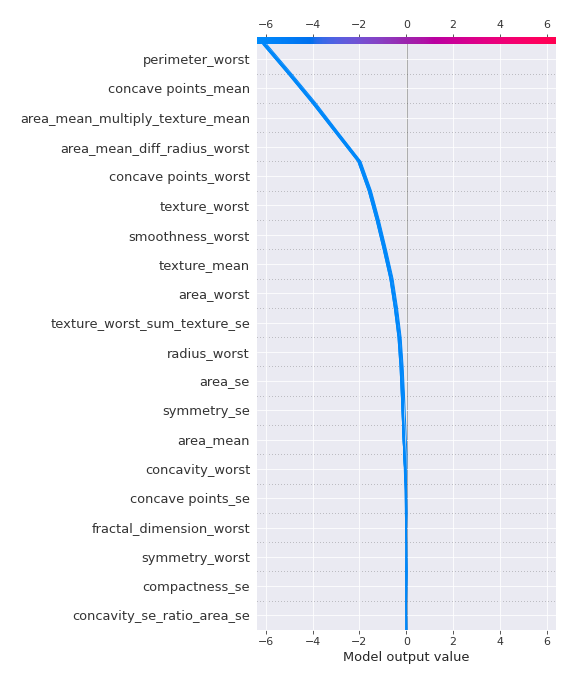 −6 −4 −2 0 2 4 6
perimeter_worst
concave points_mean
area_mean_multiply_texture_mean
area_mean_diff_radius_worst
concave points_worst
texture_worst
smoothness_worst
texture_mean
area_worst
texture_worst_sum_texture_se
radius_worst
area_se
symmetry_se
area_mean
concavity_worst
concave points_se
fractal_dimension_worst
symmetry_worst
compactness_se
concavity_se_ratio_area_se
−6 −4 −2 0 2 4 6
Model output value